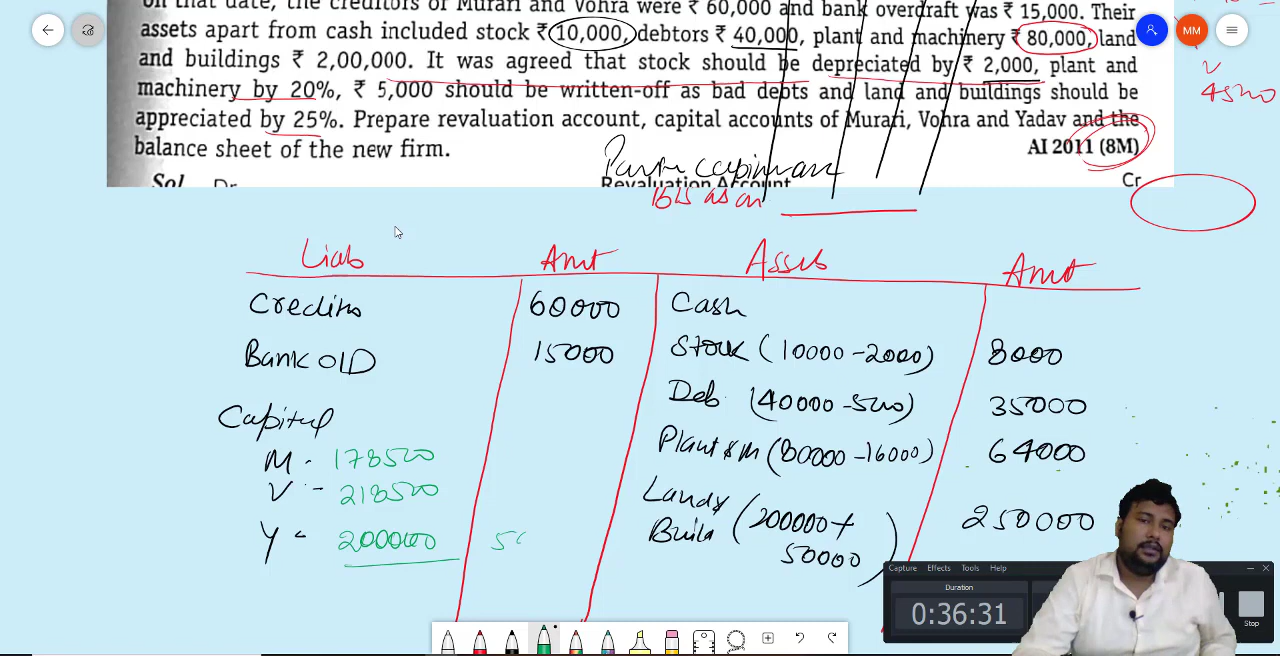 on that date, the creditors of Murari and Vohra were ₹ 60,000 and bank overdraft was ₹ 15,000. Their
assets apart from cash included stock ₹ 10,000, debtors ₹ 40,000, plant and machinery ₹ 80,000, land
and buildings ₹ 2,00,000. It was agreed that stock should be depreciated by ₹ 2,000, plant and
machinery by 20%, ₹ 5,000 should be written-off as bad debts and land and buildings should be
appreciated by 25%. Prepare revaluation account, capital accounts of Murari, Vohra and Yadav and the
balance sheet of the new firm.
AI 2011 (8M)
Sol. Dr
Revaluation Account
Cr
B/S as on
V
4500
MM
Liab Amt Assets Amt
Creditors 60000 Cash
Bank O/D 15000 Stock (10000-2000) 8000
Deb. (40000-5000) 35000
Capital
Plant & M (80000-16000) 64000
M - 178500
V - 218500
Land & Build (200000+50000) 250000
Y - 200000
Capture Effects Tools Help
Duration
0:36:31
Stop